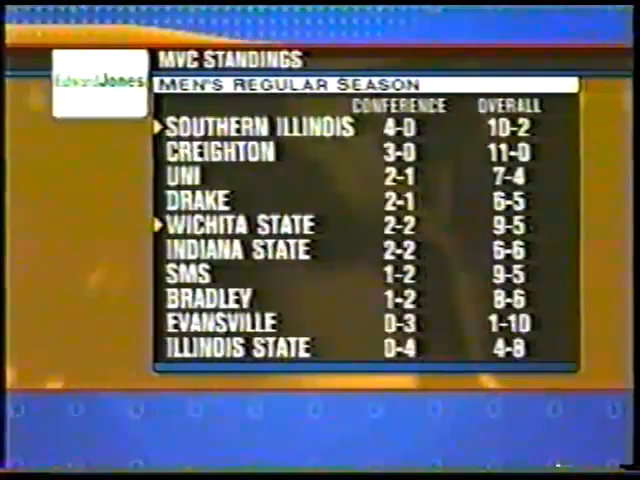 EdwardJones
MVC STANDINGS
MEN'S REGULAR SEASON
CONFERENCE OVERALL
SOUTHERN ILLINOIS 4-0 10-2
CREIGHTON 3-0 11-0
UNI 2-1 7-4
DRAKE 2-1 6-5
WICHITA STATE 2-2 9-5
INDIANA STATE 2-2 6-6
SMS 1-2 9-5
BRADLEY 1-2 8-6
EVANSVILLE 0-3 1-10
ILLINOIS STATE 0-4 4-8